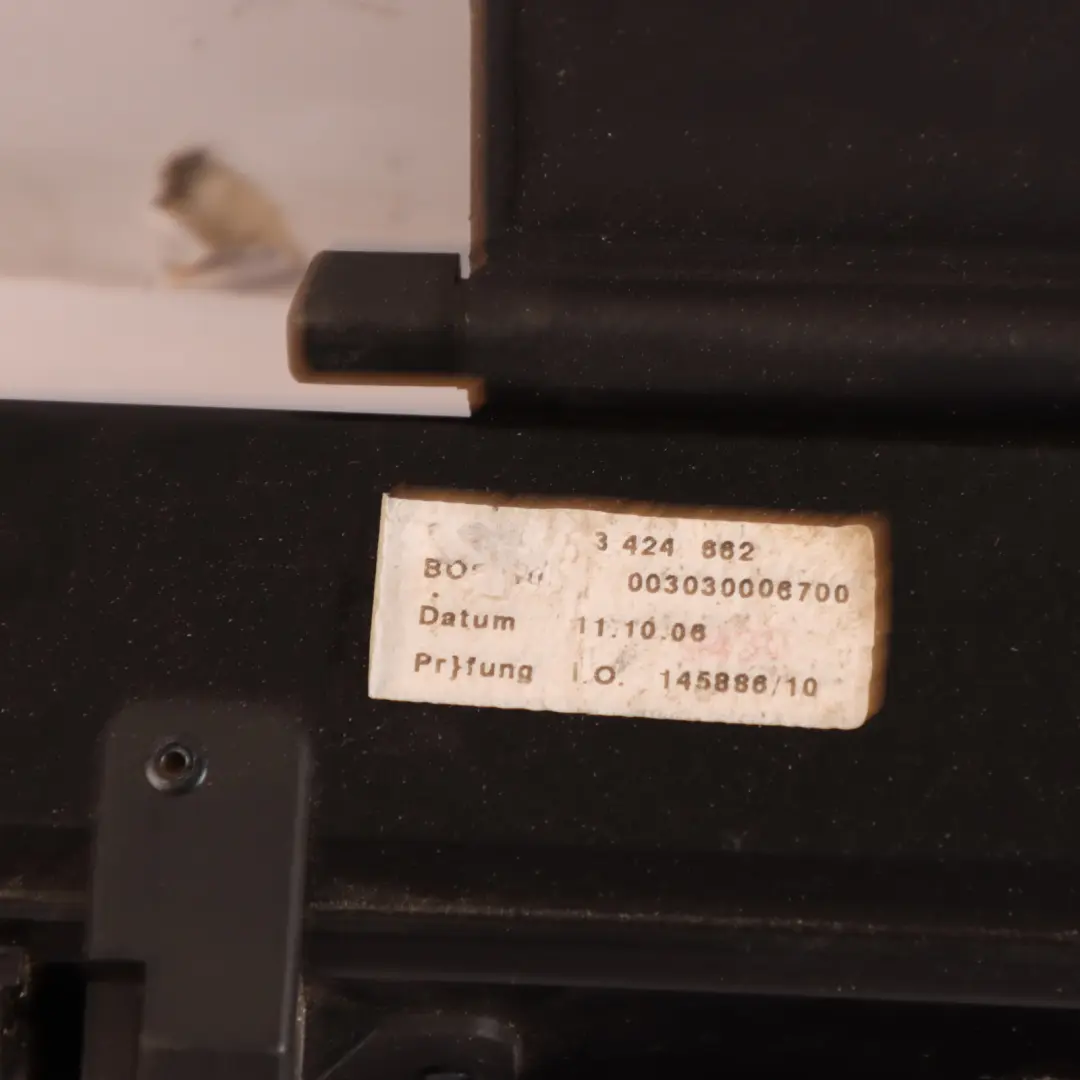 3 424 662
003030006700
Datum 11.10.06
Pr}fung I.O. 145886/10